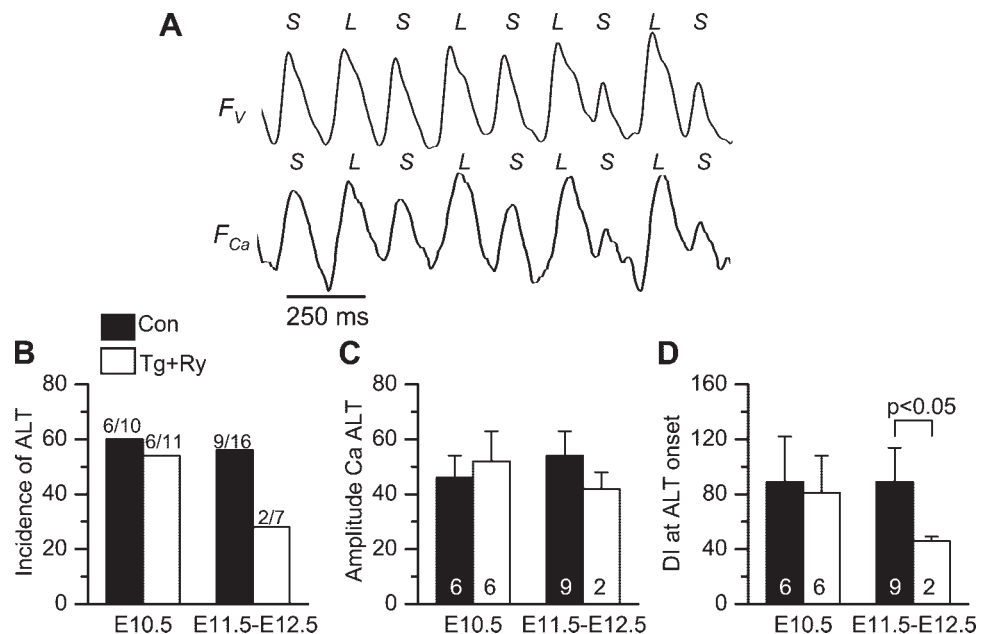 A
S L S L S L S L S
F_V
S L S L S L S L S
F_Ca
250 ms
Con
Tg+Ry
B
Incidence of ALT
80
60
40
20
0
6/10
6/11
9/16
2/7
E10.5
E11.5-E12.5
C
Amplitude Ca ALT
80
60
40
20
0
6
6
9
2
E10.5
E11.5-E12.5
D
DI at ALT onset
160
120
80
40
0
p<0.05
6
6
9
2
E10.5
E11.5-E12.5